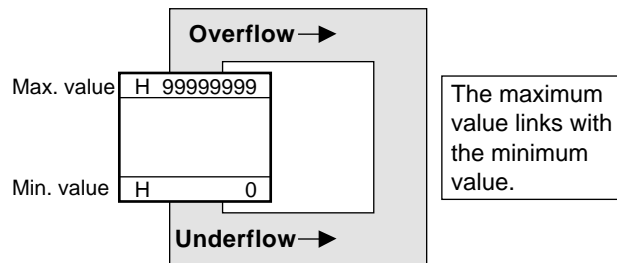 Overflow
Max. value H 99999999
The maximum
value links with
the minimum
value.
Min. value H 0
Underflow